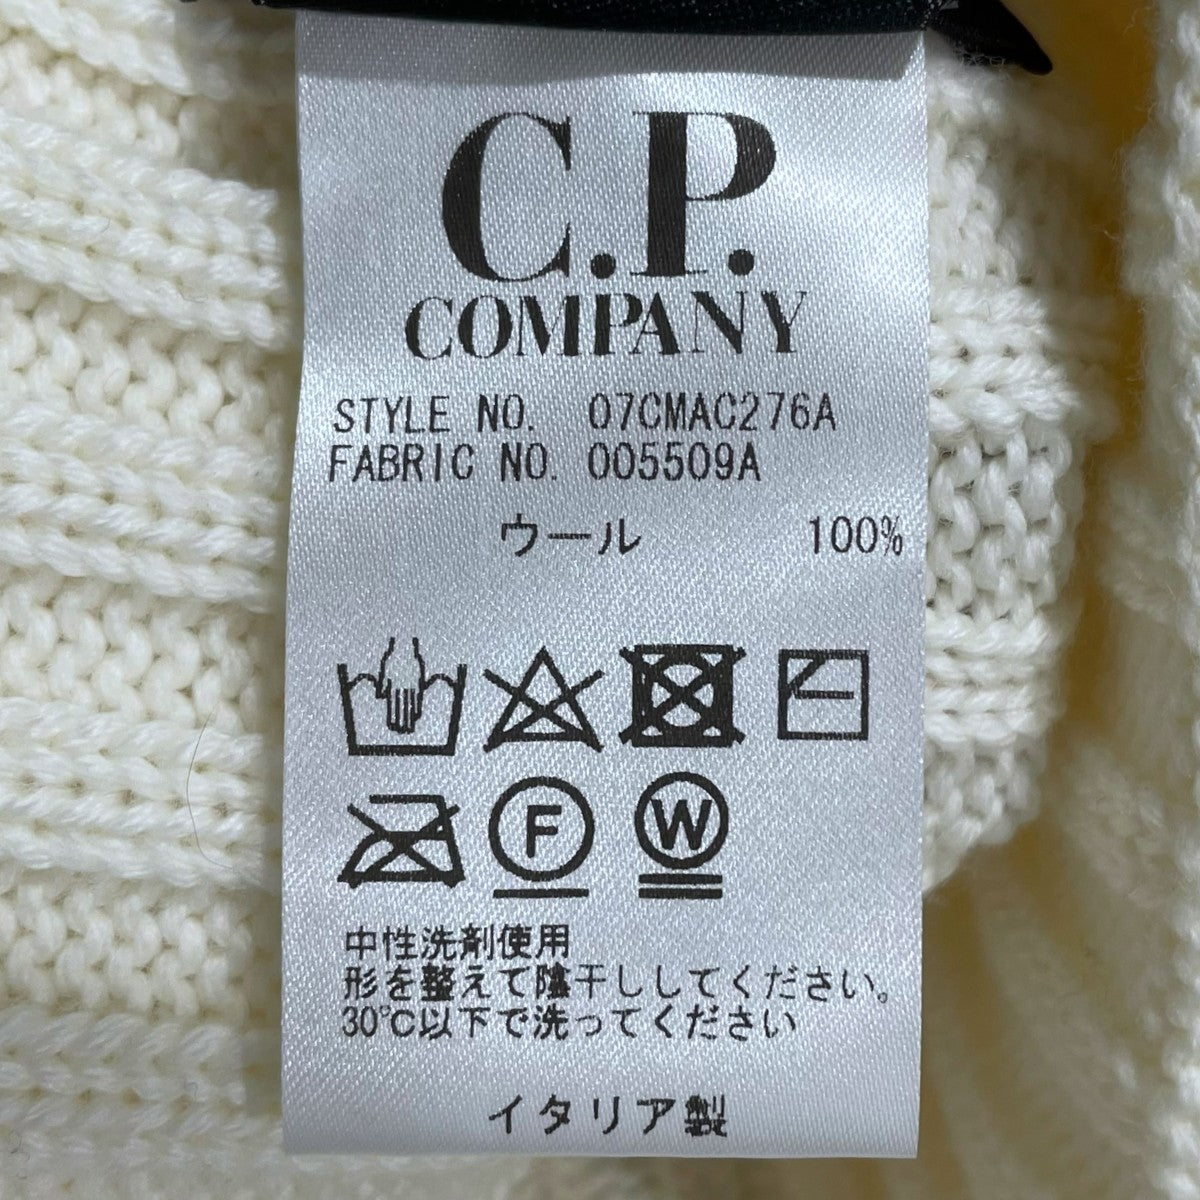 C.P.
COMPANY
STYLE NO. 07CMAC276A
FABRIC NO. 005509A
ウール 100%
F W
中性洗剤使用
形を整えて陰干ししてください。
30℃以下で洗ってください
イタリア製